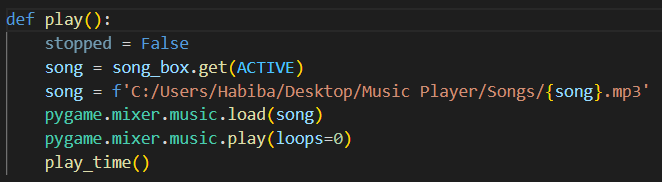 def play():
    stopped = False
    song = song_box.get(ACTIVE)
    song = f'C:/Users/Habiba/Desktop/Music Player/Songs/{song}.mp3'
    pygame.mixer.music.load(song)
    pygame.mixer.music.play(loops=0)
    play_time()